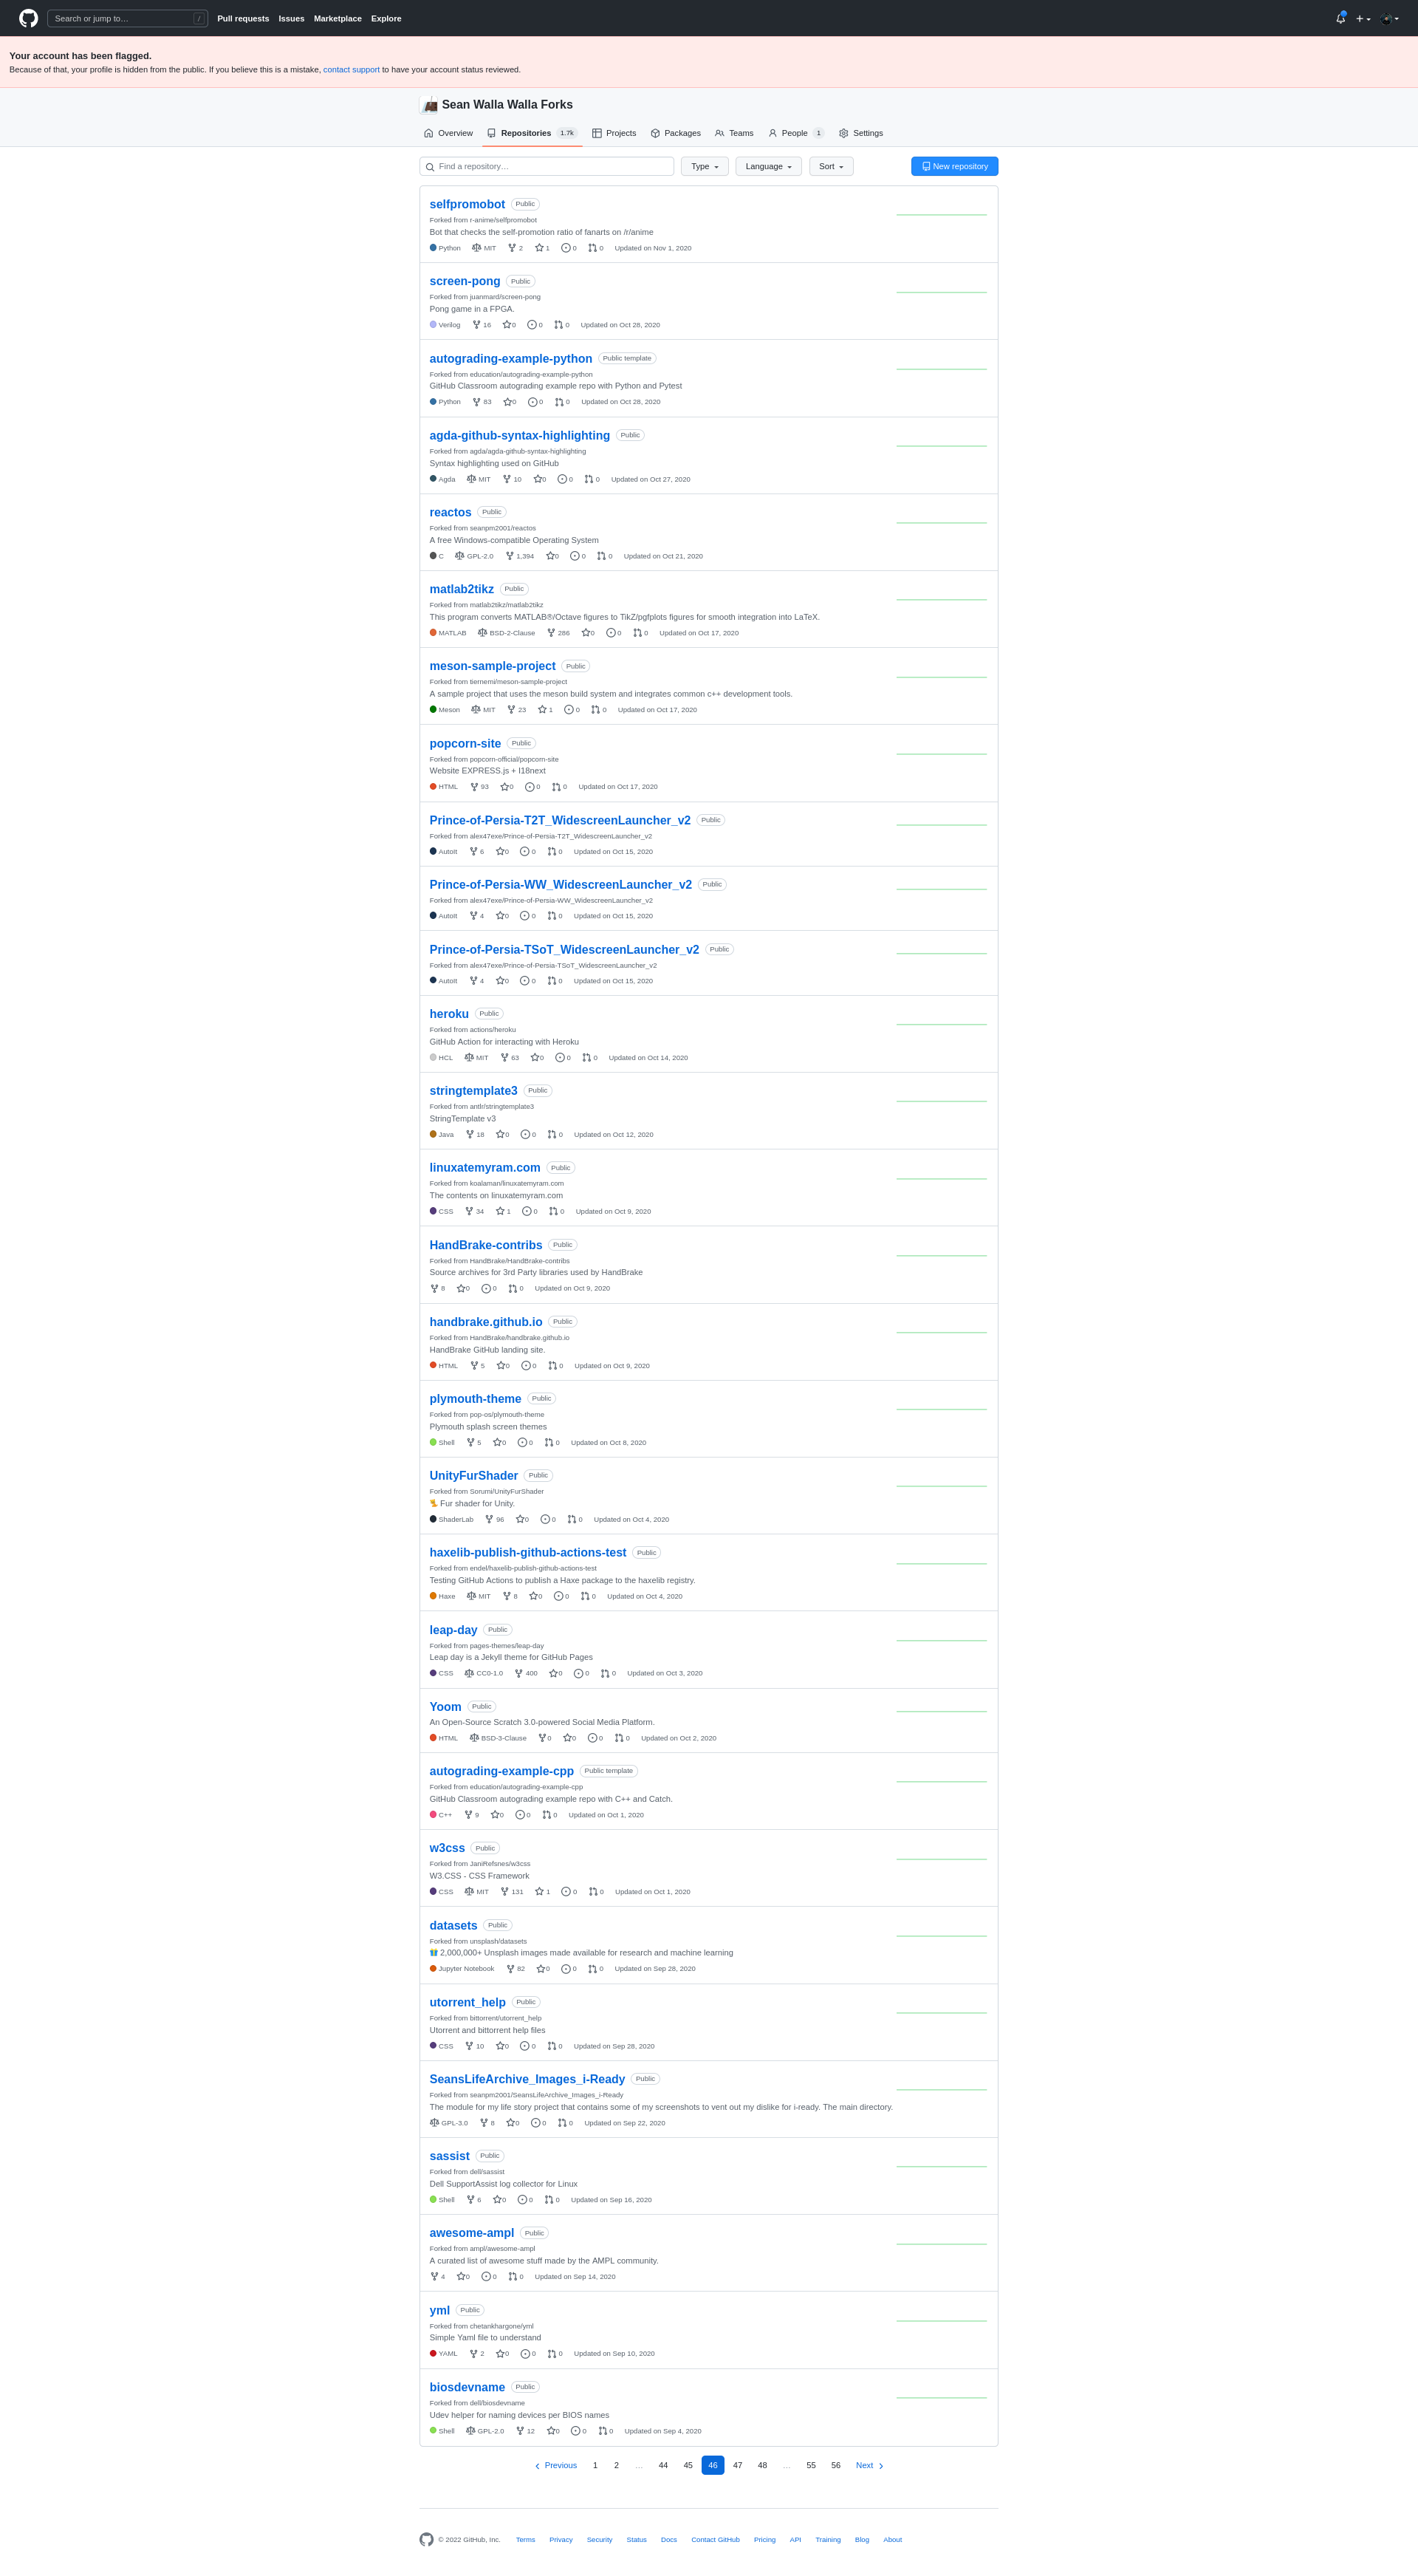 Search or jump to… /
Pull requests Issues Marketplace Explore
Your account has been flagged.
Because of that, your profile is hidden from the public. If you believe this is a mistake, contact support to have your account status reviewed.
Sean Walla Walla Forks
Overview Repositories 1.7k Projects Packages Teams People 1 Settings
Find a repository… Type Language Sort New repository
selfpromobot Public
Forked from r-anime/selfpromobot
Bot that checks the self-promotion ratio of fanarts on /r/anime
Python MIT 2 1 0 0 Updated on Nov 1, 2020
screen-pong Public
Forked from juanmard/screen-pong
Pong game in a FPGA.
Verilog 16 0 0 0 Updated on Oct 28, 2020
autograding-example-python Public template
Forked from education/autograding-example-python
GitHub Classroom autograding example repo with Python and Pytest
Python 83 0 0 0 Updated on Oct 28, 2020
agda-github-syntax-highlighting Public
Forked from agda/agda-github-syntax-highlighting
Syntax highlighting used on GitHub
Agda MIT 10 0 0 0 Updated on Oct 27, 2020
reactos Public
Forked from seanpm2001/reactos
A free Windows-compatible Operating System
C GPL-2.0 1,394 0 0 0 Updated on Oct 21, 2020
matlab2tikz Public
Forked from matlab2tikz/matlab2tikz
This program converts MATLAB®/Octave figures to TikZ/pgfplots figures for smooth integration into LaTeX.
MATLAB BSD-2-Clause 286 0 0 0 Updated on Oct 17, 2020
meson-sample-project Public
Forked from tiernemi/meson-sample-project
A sample project that uses the meson build system and integrates common c++ development tools.
Meson MIT 23 1 0 0 Updated on Oct 17, 2020
popcorn-site Public
Forked from popcorn-official/popcorn-site
Website EXPRESS.js + I18next
HTML 93 0 0 0 Updated on Oct 17, 2020
Prince-of-Persia-T2T_WidescreenLauncher_v2 Public
Forked from alex47exe/Prince-of-Persia-T2T_WidescreenLauncher_v2
AutoIt 6 0 0 0 Updated on Oct 15, 2020
Prince-of-Persia-WW_WidescreenLauncher_v2 Public
Forked from alex47exe/Prince-of-Persia-WW_WidescreenLauncher_v2
AutoIt 4 0 0 0 Updated on Oct 15, 2020
Prince-of-Persia-TSoT_WidescreenLauncher_v2 Public
Forked from alex47exe/Prince-of-Persia-TSoT_WidescreenLauncher_v2
AutoIt 4 0 0 0 Updated on Oct 15, 2020
heroku Public
Forked from actions/heroku
GitHub Action for interacting with Heroku
HCL MIT 63 0 0 0 Updated on Oct 14, 2020
stringtemplate3 Public
Forked from antlr/stringtemplate3
StringTemplate v3
Java 18 0 0 0 Updated on Oct 12, 2020
linuxatemyram.com Public
Forked from koalaman/linuxatemyram.com
The contents on linuxatemyram.com
CSS 34 1 0 0 Updated on Oct 9, 2020
HandBrake-contribs Public
Forked from HandBrake/HandBrake-contribs
Source archives for 3rd Party libraries used by HandBrake
8 0 0 0 Updated on Oct 9, 2020
handbrake.github.io Public
Forked from HandBrake/handbrake.github.io
HandBrake GitHub landing site.
HTML 5 0 0 0 Updated on Oct 9, 2020
plymouth-theme Public
Forked from pop-os/plymouth-theme
Plymouth splash screen themes
Shell 5 0 0 0 Updated on Oct 8, 2020
UnityFurShader Public
Forked from Sorumi/UnityFurShader
Fur shader for Unity.
ShaderLab 96 0 0 0 Updated on Oct 4, 2020
haxelib-publish-github-actions-test Public
Forked from endel/haxelib-publish-github-actions-test
Testing GitHub Actions to publish a Haxe package to the haxelib registry.
Haxe MIT 8 0 0 0 Updated on Oct 4, 2020
leap-day Public
Forked from pages-themes/leap-day
Leap day is a Jekyll theme for GitHub Pages
CSS CC0-1.0 400 0 0 0 Updated on Oct 3, 2020
Yoom Public
An Open-Source Scratch 3.0-powered Social Media Platform.
HTML BSD-3-Clause 0 0 0 0 Updated on Oct 2, 2020
autograding-example-cpp Public template
Forked from education/autograding-example-cpp
GitHub Classroom autograding example repo with C++ and Catch.
C++ 9 0 0 0 Updated on Oct 1, 2020
w3css Public
Forked from JaniRefsnes/w3css
W3.CSS - CSS Framework
CSS MIT 131 1 0 0 Updated on Oct 1, 2020
datasets Public
Forked from unsplash/datasets
2,000,000+ Unsplash images made available for research and machine learning
Jupyter Notebook 82 0 0 0 Updated on Sep 28, 2020
utorrent_help Public
Forked from bittorrent/utorrent_help
Utorrent and bittorrent help files
CSS 10 0 0 0 Updated on Sep 28, 2020
SeansLifeArchive_Images_i-Ready Public
Forked from seanpm2001/SeansLifeArchive_Images_i-Ready
The module for my life story project that contains some of my screenshots to vent out my dislike for i-ready. The main directory.
GPL-3.0 8 0 0 0 Updated on Sep 22, 2020
sassist Public
Forked from dell/sassist
Dell SupportAssist log collector for Linux
Shell 6 0 0 0 Updated on Sep 16, 2020
awesome-ampl Public
Forked from ampl/awesome-ampl
A curated list of awesome stuff made by the AMPL community.
4 0 0 0 Updated on Sep 14, 2020
yml Public
Forked from chetankhargone/yml
Simple Yaml file to understand
YAML 2 0 0 0 Updated on Sep 10, 2020
biosdevname Public
Forked from dell/biosdevname
Udev helper for naming devices per BIOS names
Shell GPL-2.0 12 0 0 0 Updated on Sep 4, 2020
Previous 1 2 … 44 45 46 47 48 … 55 56 Next
© 2022 GitHub, Inc. Terms Privacy Security Status Docs Contact GitHub Pricing API Training Blog About